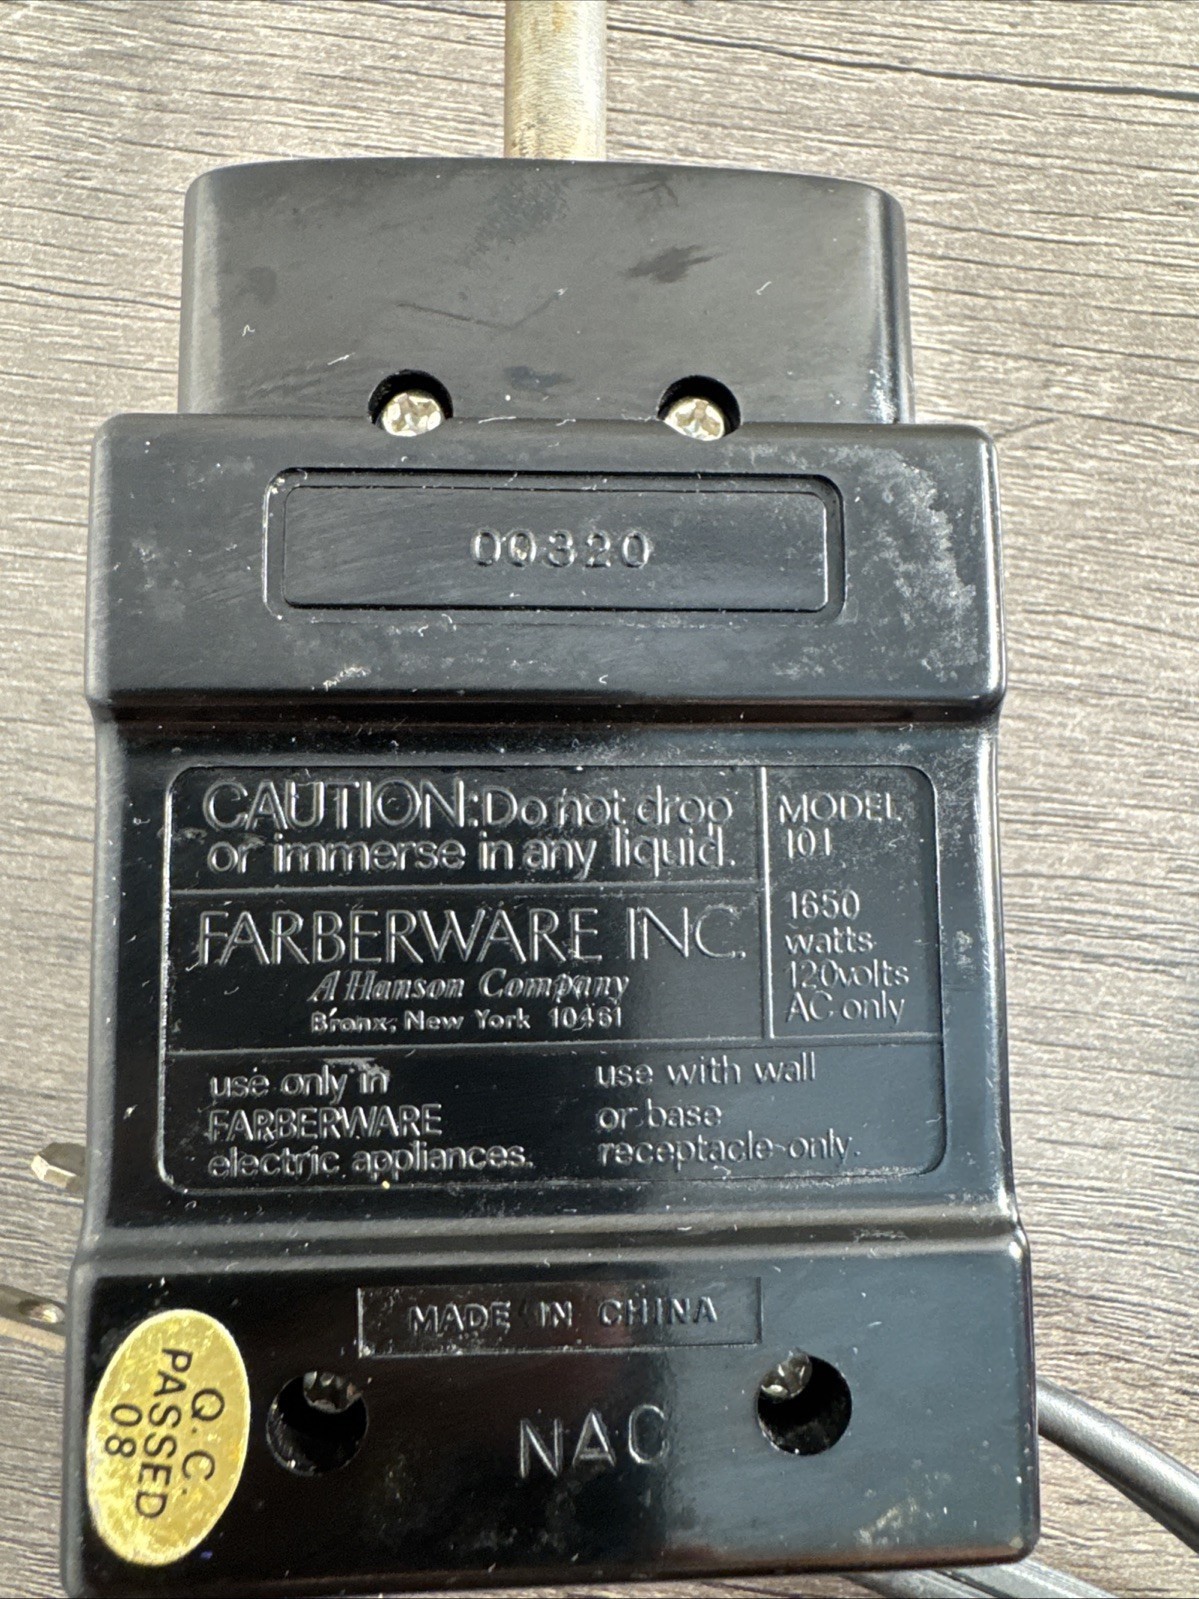 00320
CAUTION: Do not drop
or immerse in any liquid.
MODEL
101
1650
watts
120volts
AC only
FARBERWARE INC.
A Hanson Company
Bronx, New York 10461
use only in
FARBERWARE
electric appliances.
use with wall
or base
receptacle only.
MADE IN CHINA
NAC
Q.C.
PASSED
08